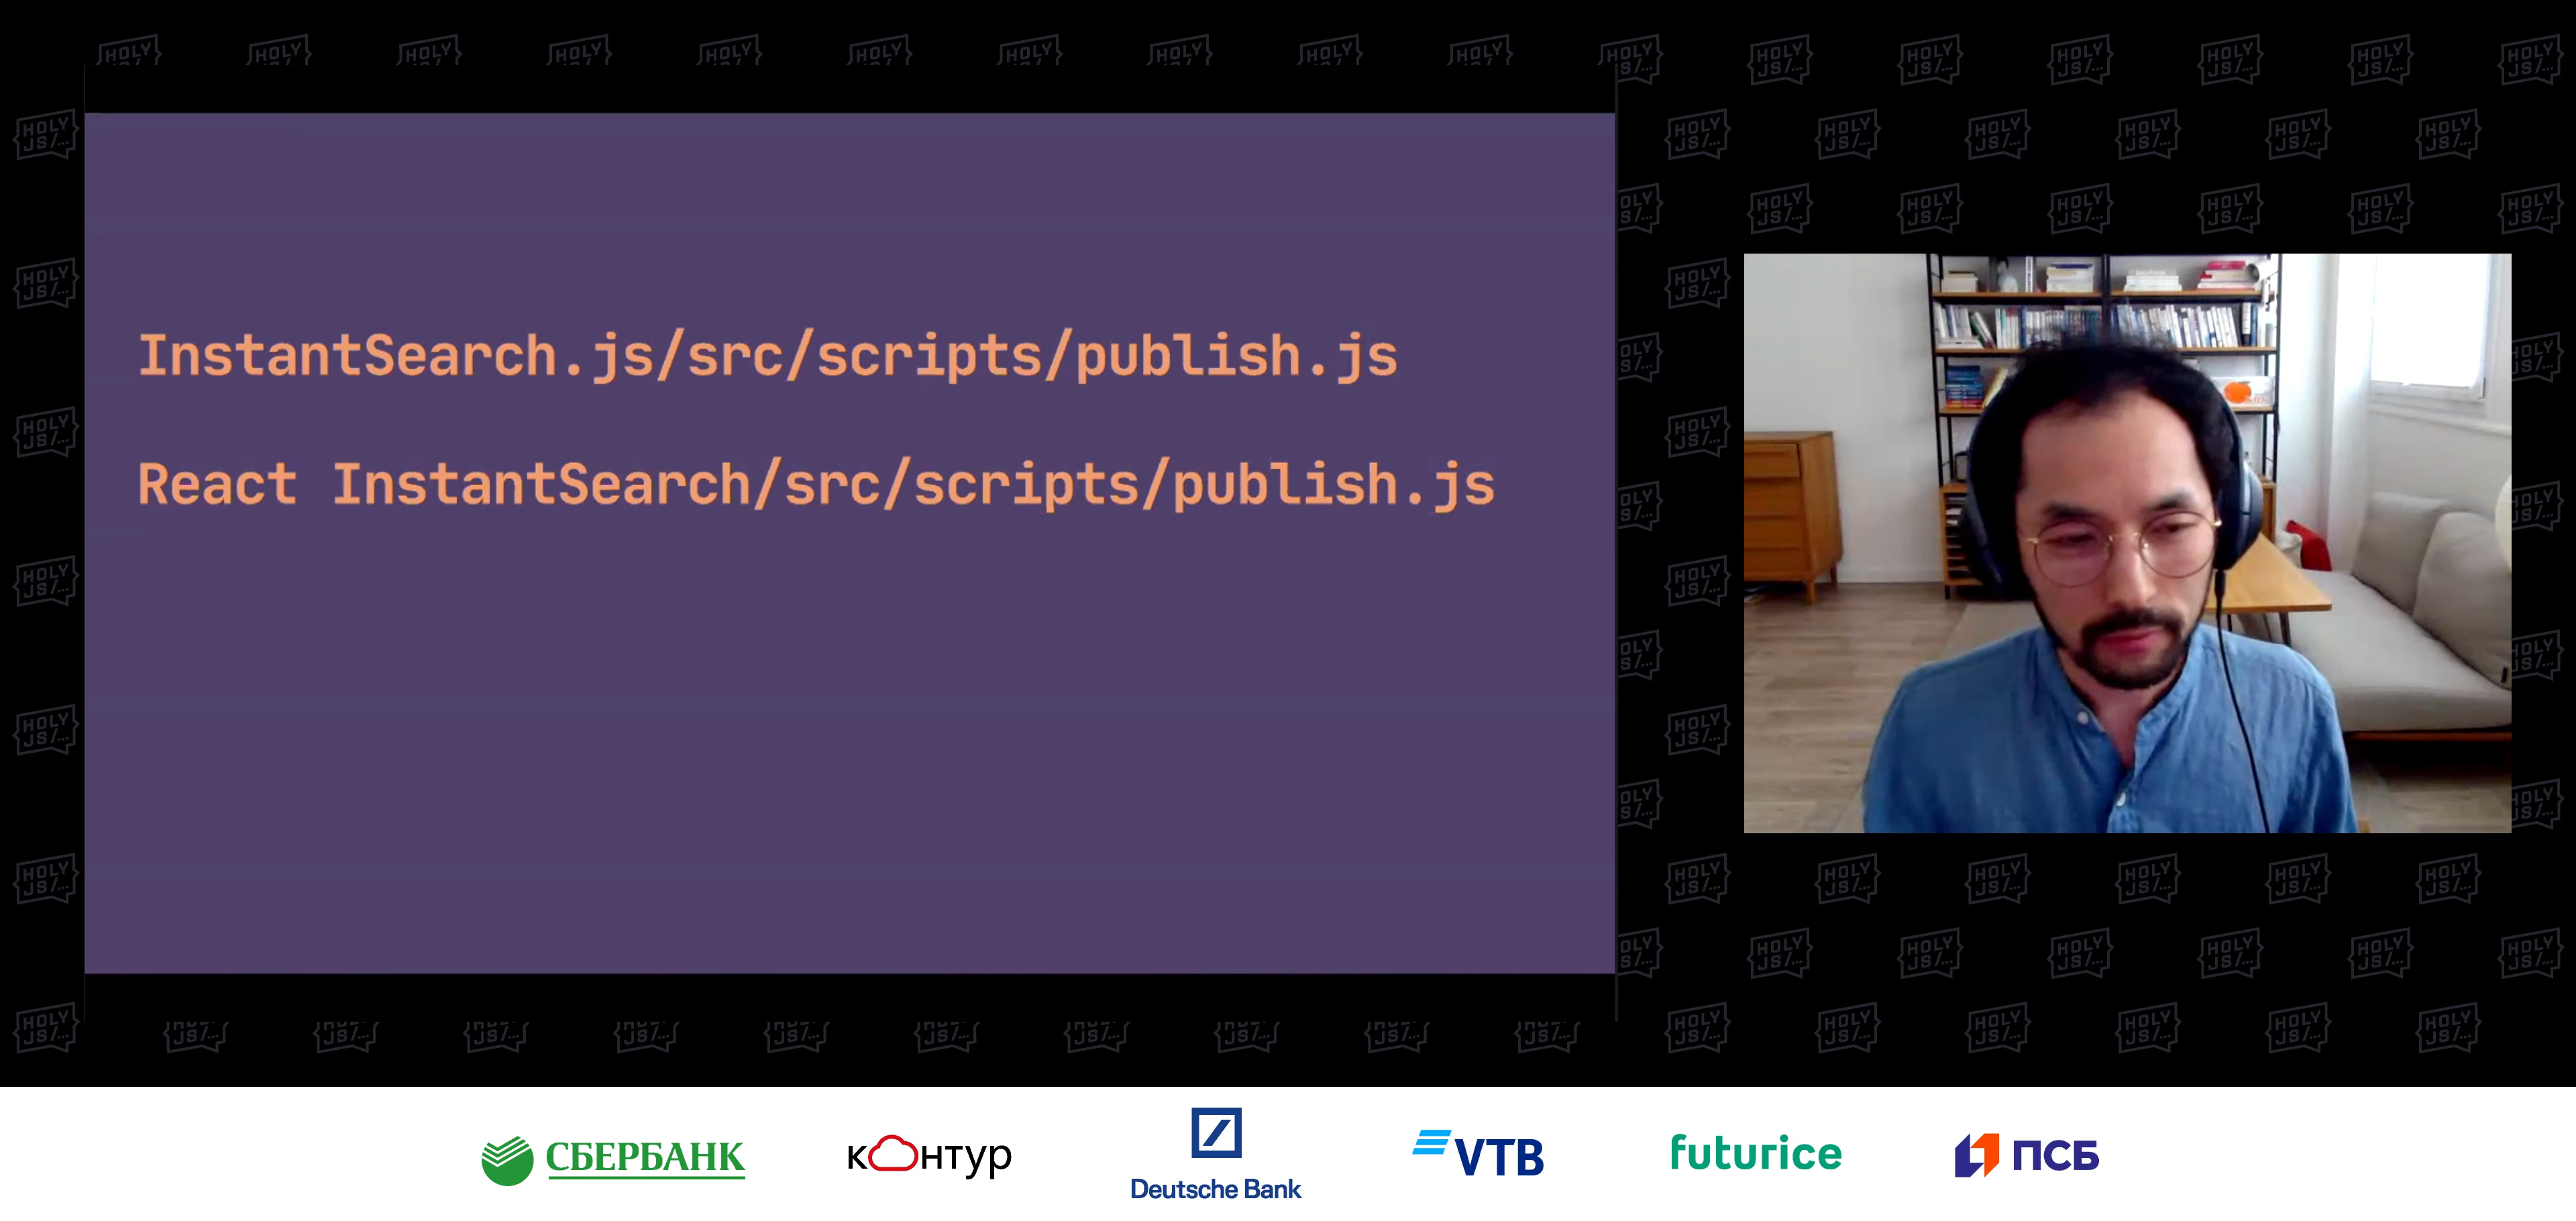 InstantSearch.js/src/scripts/publish.js
React InstantSearch/src/scripts/publish.js
HOLY
JS/...
СБЕРБАНК
контур
Deutsche Bank
VTB
futurice
ПСБ